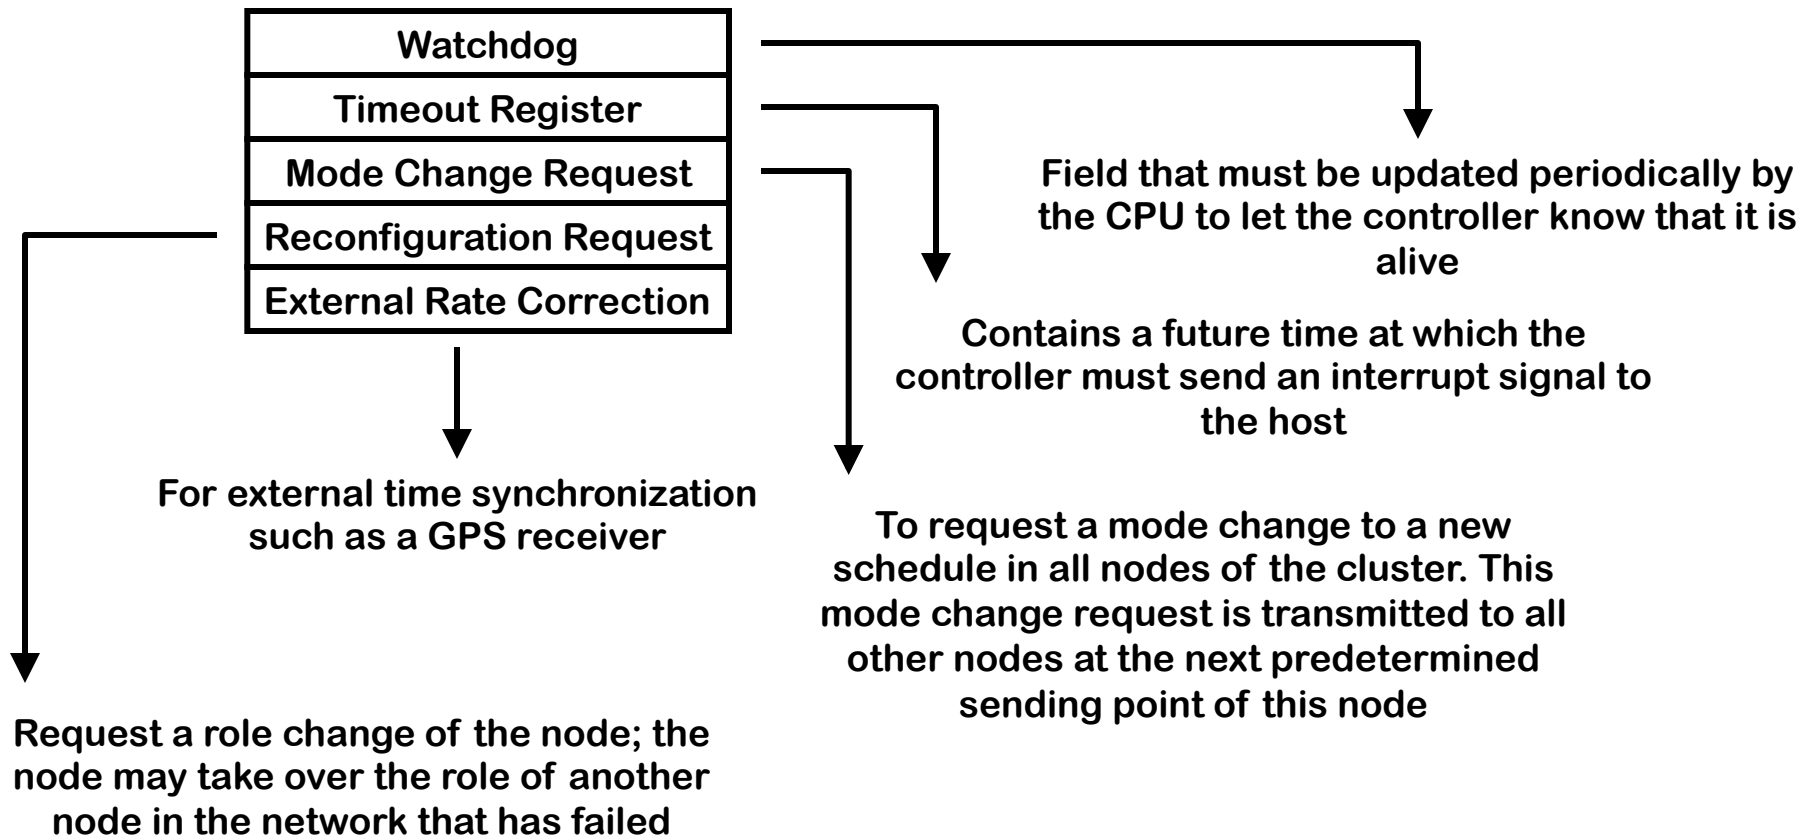 Watchdog
Timeout Register
Mode Change Request
Reconfiguration Request
External Rate Correction
Field that must be updated periodically by
the CPU to let the controller know that it is
alive
Contains a future time at which the
controller must send an interrupt signal to
the host
For external time synchronization
such as a GPS receiver
To request a mode change to a new
schedule in all nodes of the cluster. This
mode change request is transmitted to all
other nodes at the next predetermined
sending point of this node
Request a role change of the node; the
node may take over the role of another
node in the network that has failed